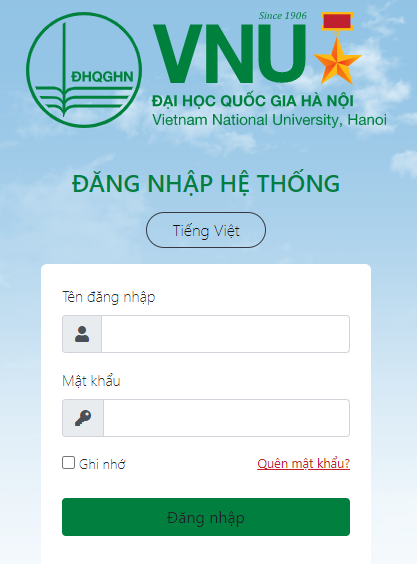 Since 1906
ĐHQGHN
VNU
ĐẠI HỌC QUỐC GIA HÀ NỘI
Vietnam National University, Hanoi
ĐĂNG NHẬP HỆ THỐNG
Tiếng Việt
Tên đăng nhập
Mật khẩu
Ghi nhớ
Quên mật khẩu?
Đăng nhập